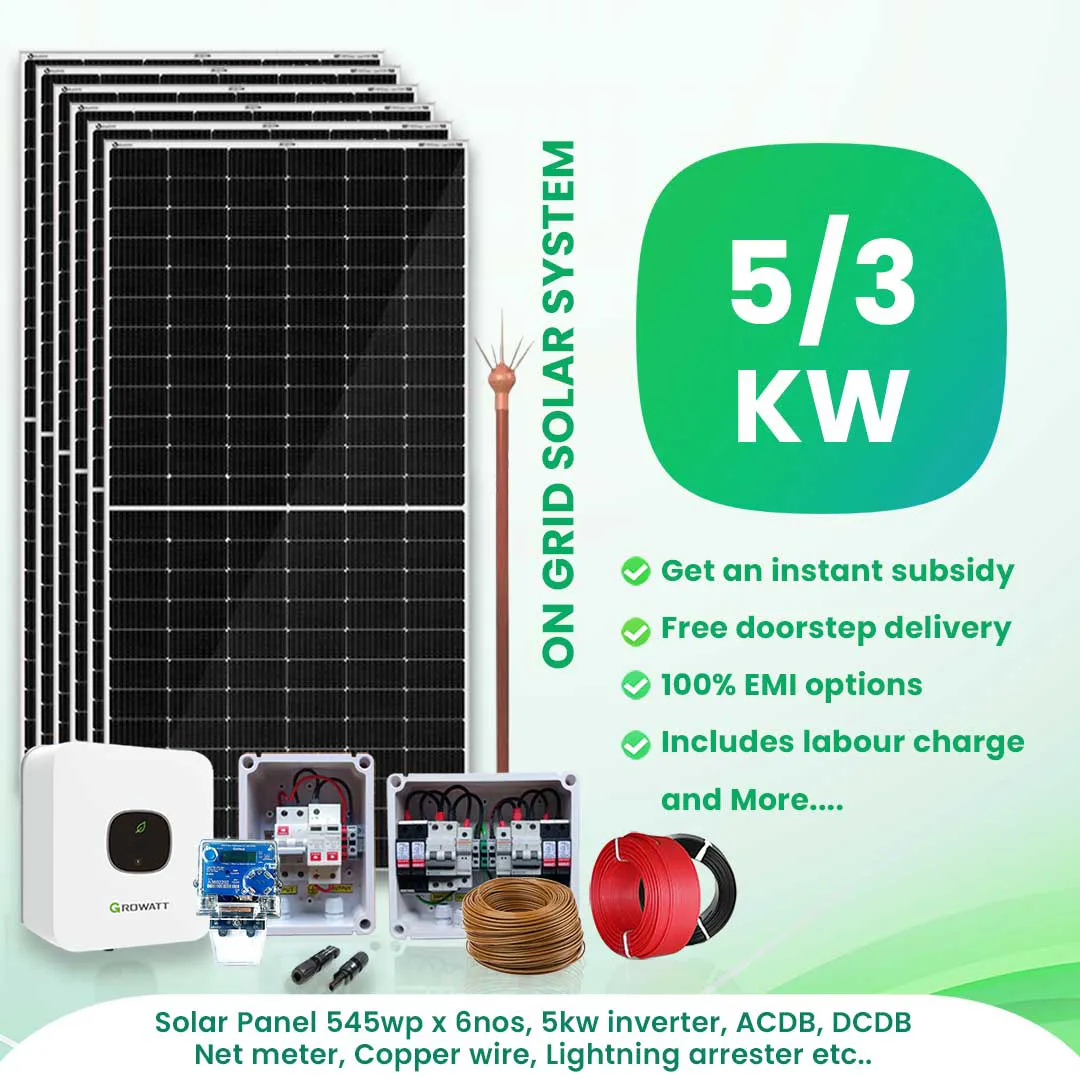 ON GRID SOLAR SYSTEM
5/3
KW
Get an instant subsidy
Free doorstep delivery
100% EMI options
Includes labour charge
and More....
GROWATT
OUTPUT
Solar Panel 545wp x 6nos, 5kw inverter, ACDB, DCDB
Net meter, Copper wire, Lightning arrester etc..